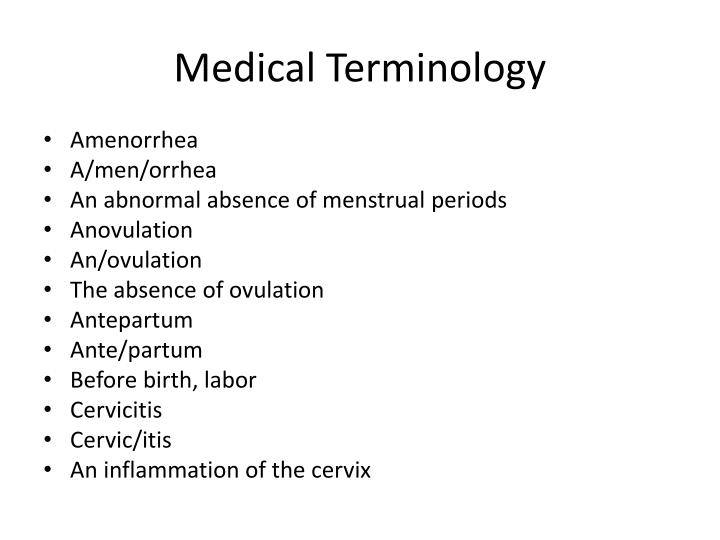 Medical Terminology
• Amenorrhea
• A/men/orrhea
• An abnormal absence of menstrual periods
• Anovulation
• An/ovulation
• The absence of ovulation
• Antepartum
• Ante/partum
• Before birth, labor
• Cervicitis
• Cervic/itis
• An inflammation of the cervix